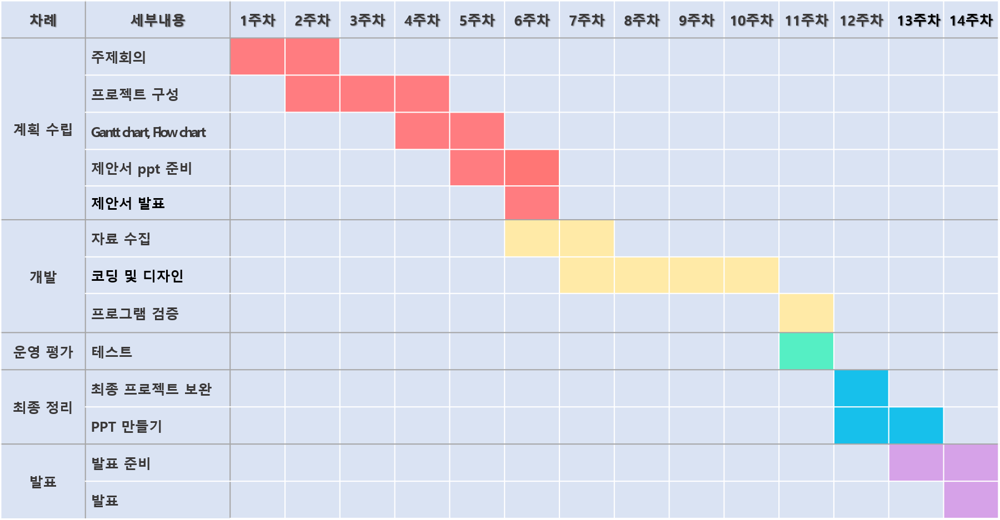 차례 세부내용 1주차 2주차 3주차 4주차 5주차 6주차 7주차 8주차 9주차 10주차 11주차 12주차 13주차 14주차
계획 수립
주제회의
프로젝트 구성
Gantt chart, Flow chart
제안서 ppt 준비
제안서 발표
개발
자료 수집
코딩 및 디자인
프로그램 검증
운영 평가
테스트
최종 정리
최종 프로젝트 보완
PPT 만들기
발표
발표 준비
발표